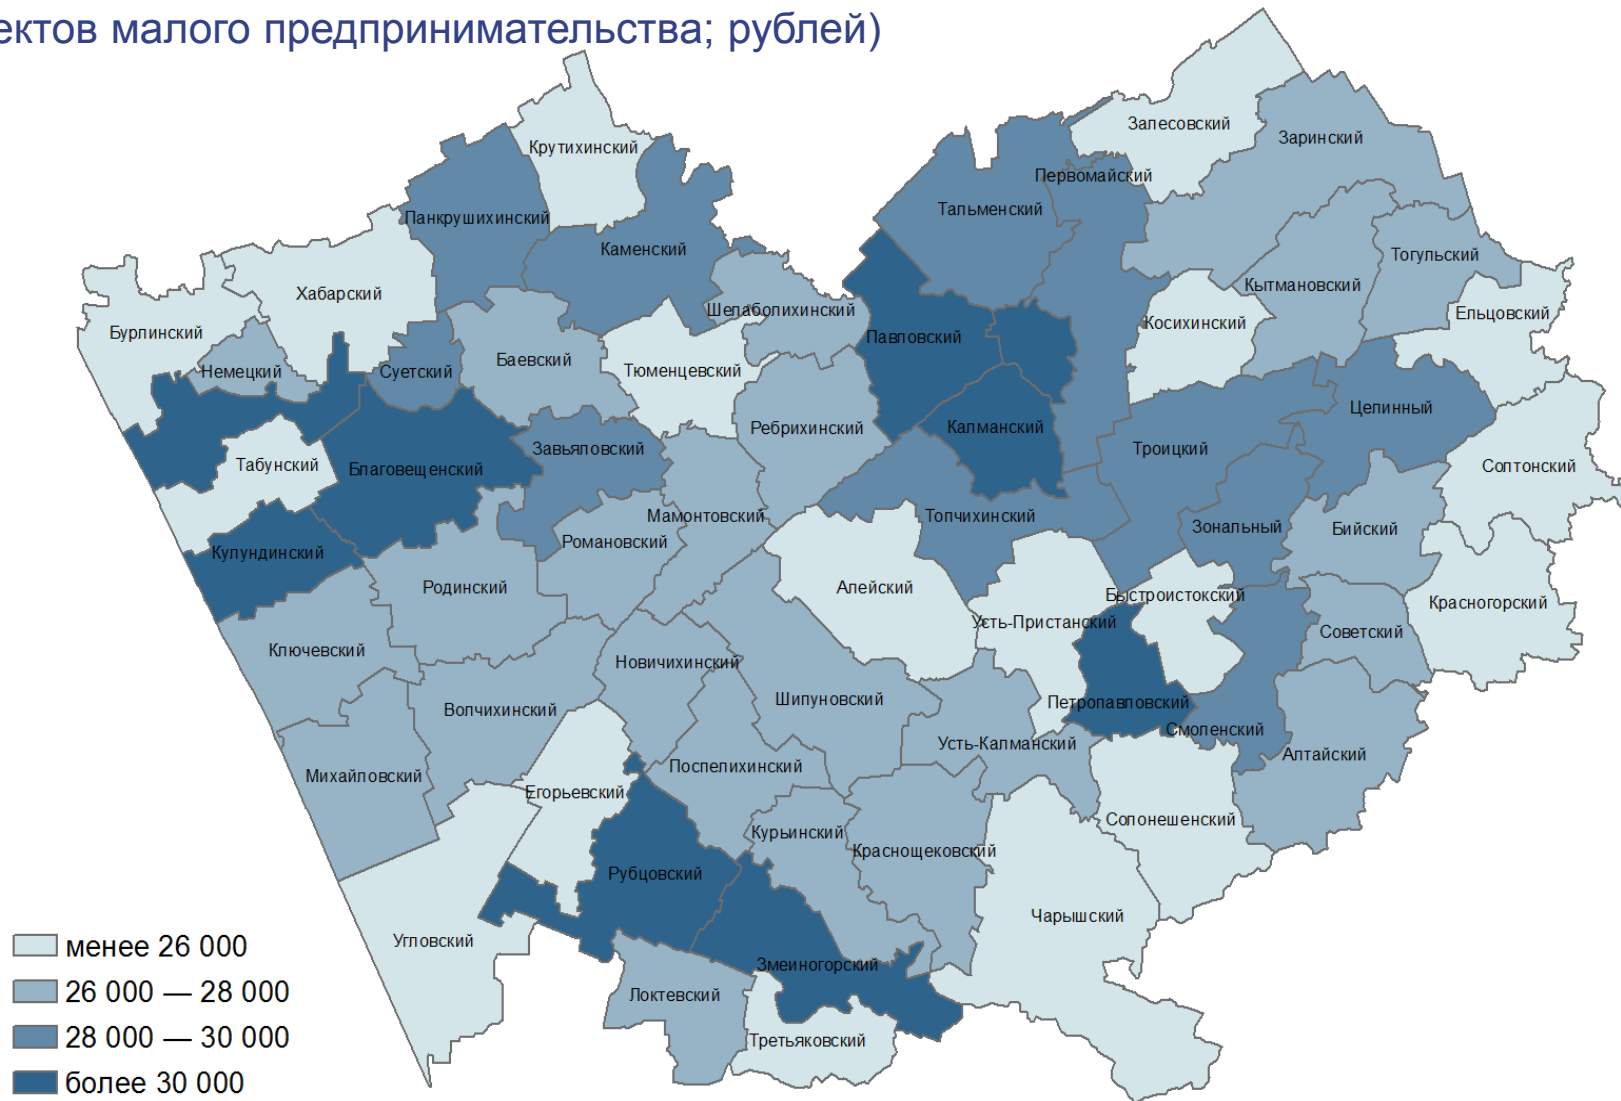 ектов малого предпринимательства; рублей)
Залесовский
Заринский
Крутихинский
Первомайский
Панкрушихинский
Тальменский
Каменский
Тогульский
Кытмановский
Хабарский
Шелаболихинский
Ельцовский
Косихинский
Бурлинский
Павловский
Баевский
Немецкий
Суетский
Тюменцевский
Целинный
Ребрихинский
Калманский
Завьяловский
Троицкий
Табунский
Благовещенский
Солтонский
Мамонтовский
Топчихинский
Зональный
Бийский
Романовский
Кулундинский
Родинский
Алейский
Быстроистокский
Красногорский
Усть-Пристанский
Советский
Ключевский
Новичихинский
Шипуновский
Петропавловский
Волчихинский
Смоленский
Усть-Калманский
Алтайский
Поспелихинский
Михайловский
Егорьевский
Солонешенский
Курьинский
Краснощековский
Рубцовский
Чарышский
Угловский
Змеиногорский
Локтевский
Третьяковский
менее 26 000
26 000 — 28 000
28 000 — 30 000
более 30 000